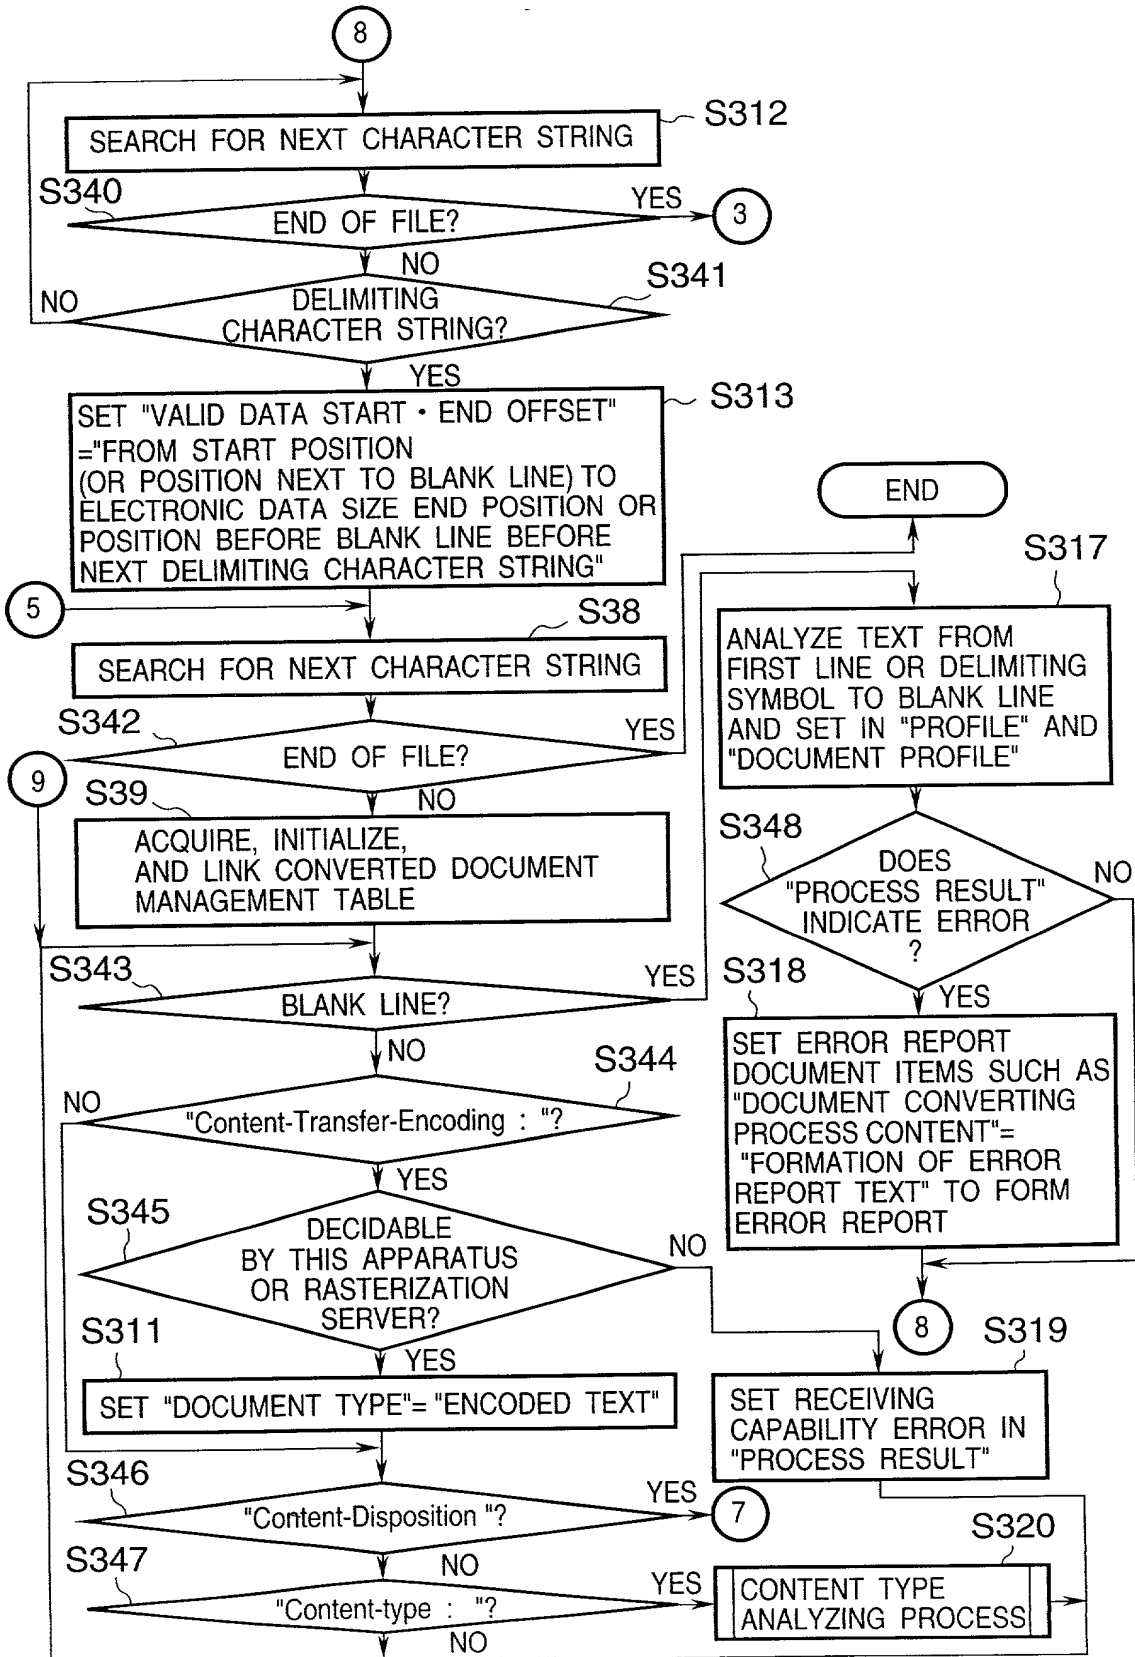 8
S312
SEARCH FOR NEXT CHARACTER STRING
S340
END OF FILE?
YES
3
NO
S341
NO
DELIMITING
CHARACTER STRING?
YES
S313
SET "VALID DATA START・END OFFSET"
="FROM START POSITION
(OR POSITION NEXT TO BLANK LINE) TO
ELECTRONIC DATA SIZE END POSITION OR
POSITION BEFORE BLANK LINE BEFORE
NEXT DELIMITING CHARACTER STRING"
5
S38
SEARCH FOR NEXT CHARACTER STRING
S342
END OF FILE?
YES
END
NO
9
S39
ACQUIRE, INITIALIZE,
AND LINK CONVERTED DOCUMENT
MANAGEMENT TABLE
S343
BLANK LINE?
YES
NO
S344
NO
"Content-Transfer-Encoding : "?
YES
S345
DECIDABLE
BY THIS APPARATUS
OR RASTERIZATION
SERVER?
NO
S311
YES
SET "DOCUMENT TYPE"= "ENCODED TEXT"
S346
"Content-Disposition "?
YES
7
S347
NO
"Content-type : "?
YES
NO
S317
ANALYZE TEXT FROM
FIRST LINE OR DELIMITING
SYMBOL TO BLANK LINE
AND SET IN "PROFILE" AND
"DOCUMENT PROFILE"
S348
DOES
"PROCESS RESULT"
INDICATE ERROR
?
NO
S318
YES
SET ERROR REPORT
DOCUMENT ITEMS SUCH AS
"DOCUMENT CONVERTING
PROCESS CONTENT"=
"FORMATION OF ERROR
REPORT TEXT" TO FORM
ERROR REPORT
8
S319
SET RECEIVING
CAPABILITY ERROR IN
"PROCESS RESULT"
S320
CONTENT TYPE
ANALYZING PROCESS